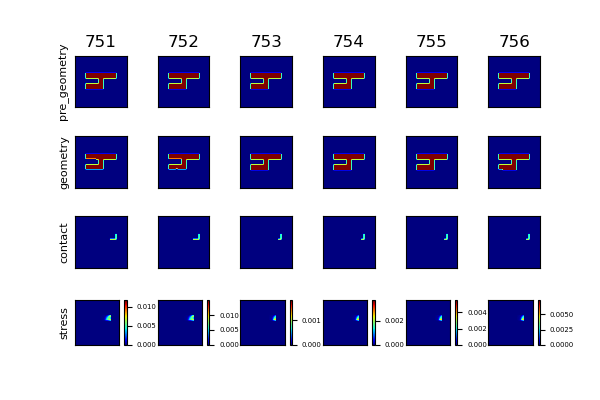 751 752 753 754 755 756
pre_geometry
geometry
contact
stress
0.010 0.005 0.000
0.010 0.005 0.000
0.001 0.000
0.002 0.000
0.004 0.002 0.000
0.0050 0.0025 0.0000